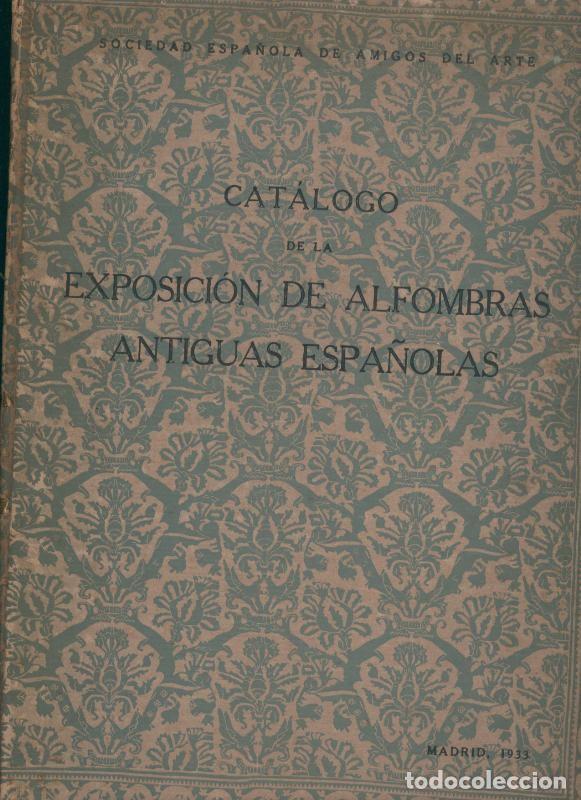 SOCIEDAD ESPAÑOLA DE AMIGOS DEL ARTE
CATÁLOGO
DE LA
EXPOSICIÓN DE ALFOMBRAS
ANTIGUAS ESPAÑOLAS
MADRID, 1933
todocoleccion